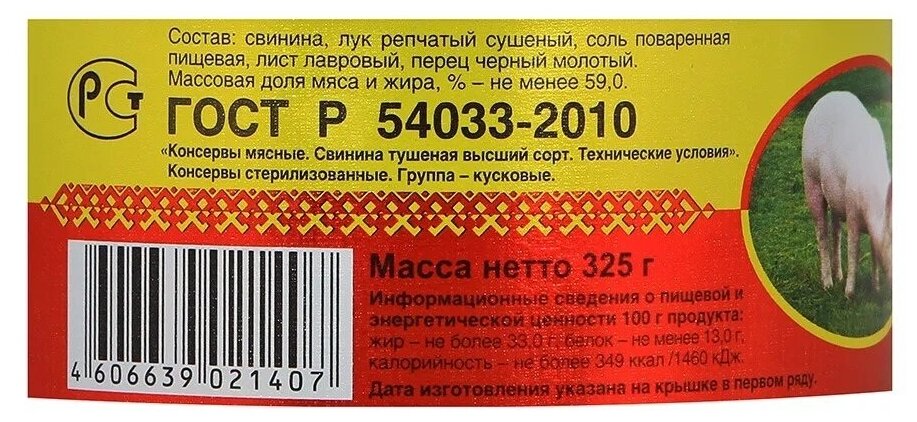 Состав: свинина, лук репчатый сушеный, соль поваренная
пищевая, лист лавровый, перец черный молотый.
Массовая доля мяса и жира, % – не менее 59,0.
РСТ
ГОСТ Р 54033-2010
«Консервы мясные. Свинина тушеная высший сорт. Технические условия».
Консервы стерилизованные. Группа – кусковые.
Масса нетто 325 г
Информационные сведения о пищевой и
энергетической ценности 100 г продукта:
жир – не более 33,0 г; белок – не менее 13,0 г,
калорийность – не более 349 ккал /1460 кДж.
Дата изготовления указана на крышке в первом ряду.
4 606639 021407